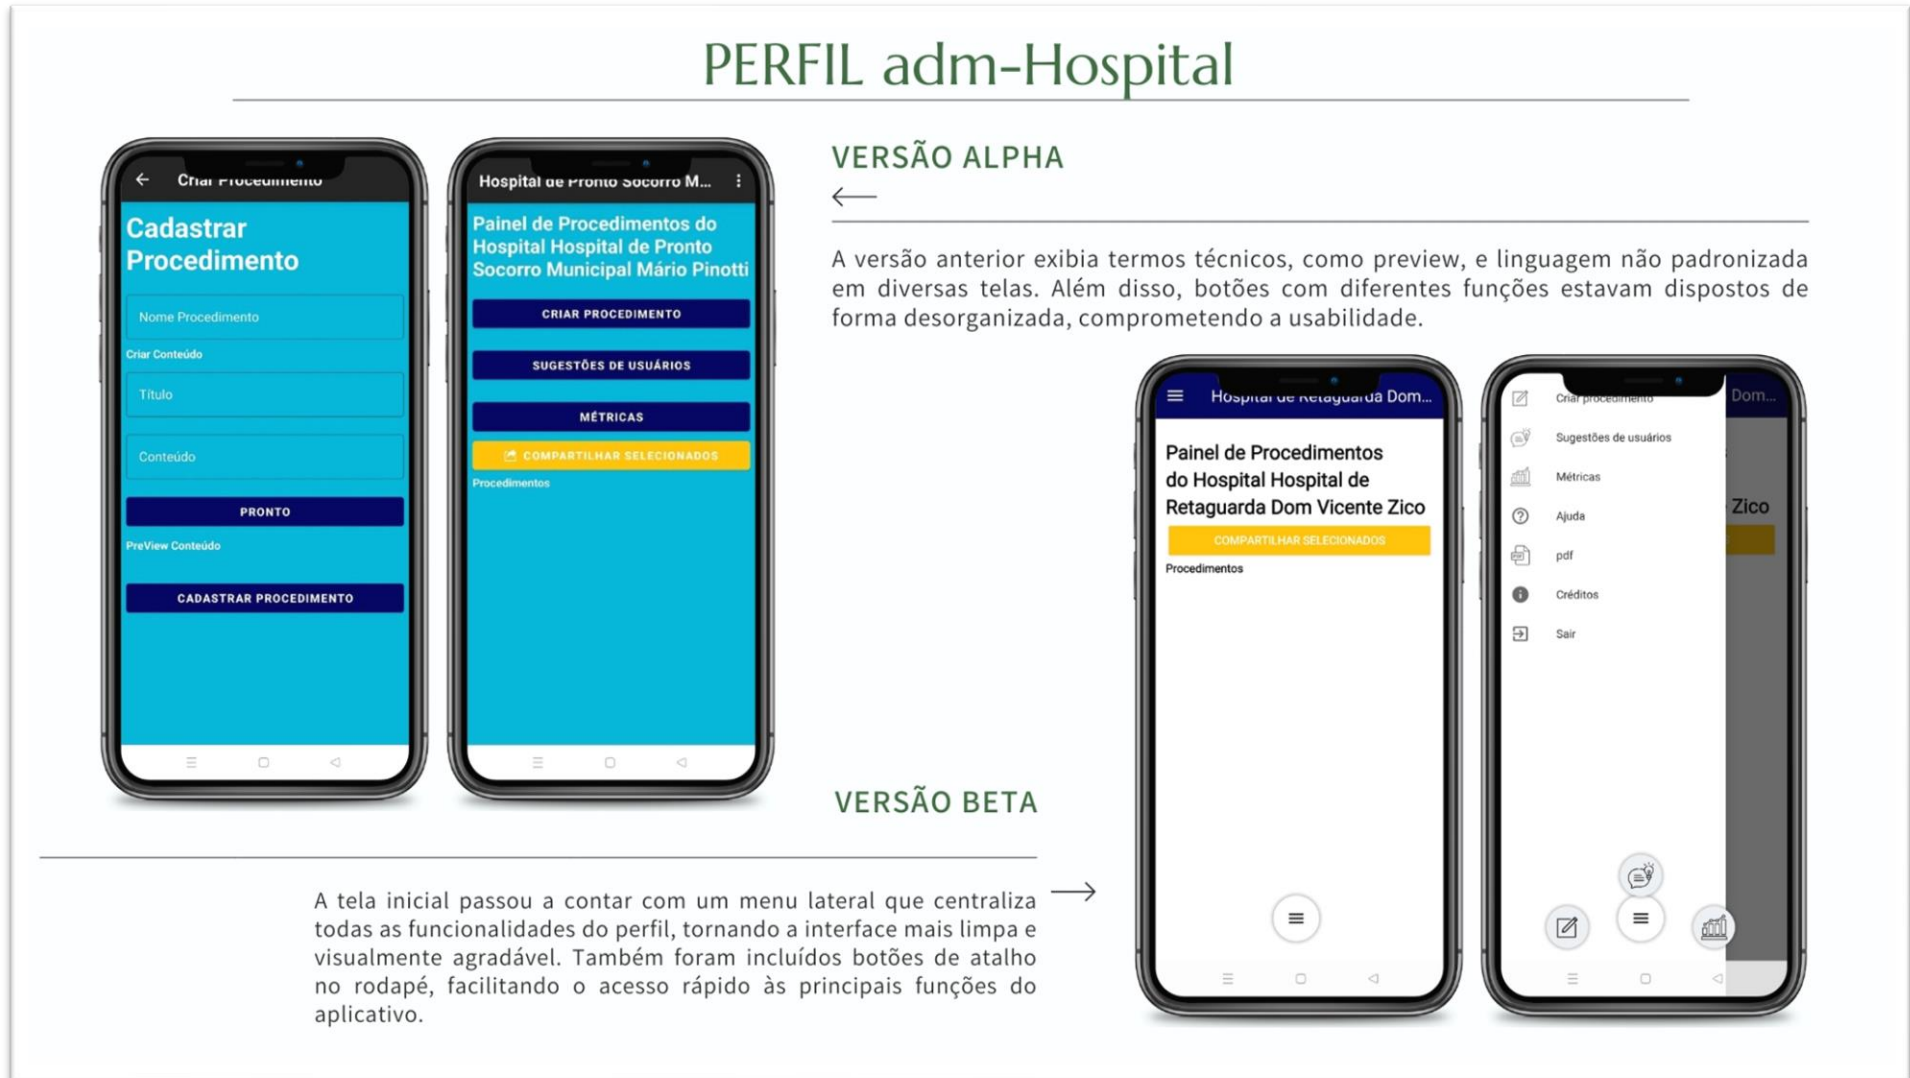 PERFIL adm-Hospital
Criar Procedimento
Cadastrar
Procedimento
Nome Procedimento
Criar Conteúdo
Título
Conteúdo
PRONTO
PreView Conteúdo
CADASTRAR PROCEDIMENTO
Hospital de Pronto Socorro M...
Painel de Procedimentos do
Hospital Hospital de Pronto
Socorro Municipal Mário Pinotti
CRIAR PROCEDIMENTO
SUGESTÕES DE USUÁRIOS
MÉTRICAS
COMPARTILHAR SELECIONADOS
Procedimentos
VERSÃO ALPHA
A versão anterior exibia termos técnicos, como preview, e linguagem não padronizada
em diversas telas. Além disso, botões com diferentes funções estavam dispostos de
forma desorganizada, comprometendo a usabilidade.
Hospital de Retaguarda Dom...
Painel de Procedimentos
do Hospital Hospital de
Retaguarda Dom Vicente Zico
COMPARTILHAR SELECIONADOS
Procedimentos
Criar procedimento
Sugestões de usuários
Métricas
Ajuda
pdf
Créditos
Sair
Dom...
Zico
VERSÃO BETA
A tela inicial passou a contar com um menu lateral que centraliza
todas as funcionalidades do perfil, tornando a interface mais limpa e
visualmente agradável. Também foram incluídos botões de atalho
no rodapé, facilitando o acesso rápido às principais funções do
aplicativo.